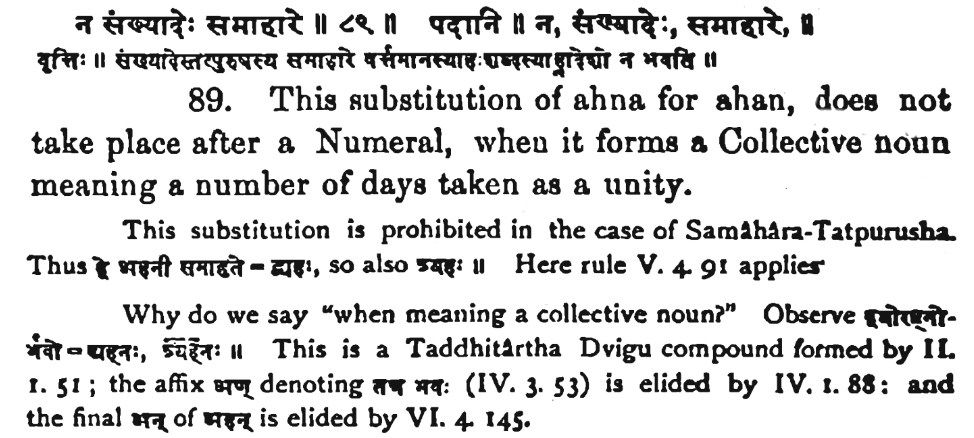 न संख्यादेः समाहारे ॥ ८९ ॥ पदानि ॥ न, संख्यादेः, समाहारे, ॥
वृत्तिः ॥ संख्यादेस्तत्पुरुषस्य समाहारे वर्त्तमानस्याहःशब्दस्याह्नादेशो न भवति ॥
89. This substitution of ahna for ahan, does not
take place after a Numeral, when it forms a Collective noun
meaning a number of days taken as a unity.
This substitution is prohibited in the case of Samâhâra-Tatpurusha.
Thus द्वे अहनी समाहृते = द्व्यहः, so also त्र्यहः ॥ Here rule V. 4. 91 applies
Why do we say "when meaning a collective noun?" Observe द्वयोरह्नो-
र्भवो = द्व्यह्नः, त्र्यह्नः ॥ This is a Taddhitârtha Dvigu compound formed by II.
1. 51; the affix अण् denoting तत्र भवः (IV. 3. 53) is elided by IV. 1. 88: and
the final अन् of अहन् is elided by VI. 4. 145.